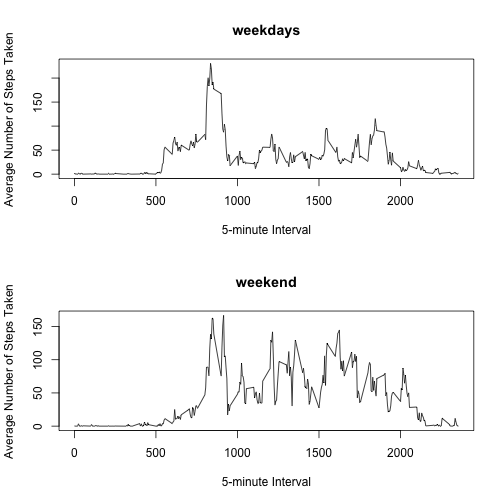 weekdays
Average Number of Steps Taken
150
50
0
0 500 1000 1500 2000
5-minute Interval
weekend
Average Number of Steps Taken
150
100
50
0
0 500 1000 1500 2000
5-minute Interval